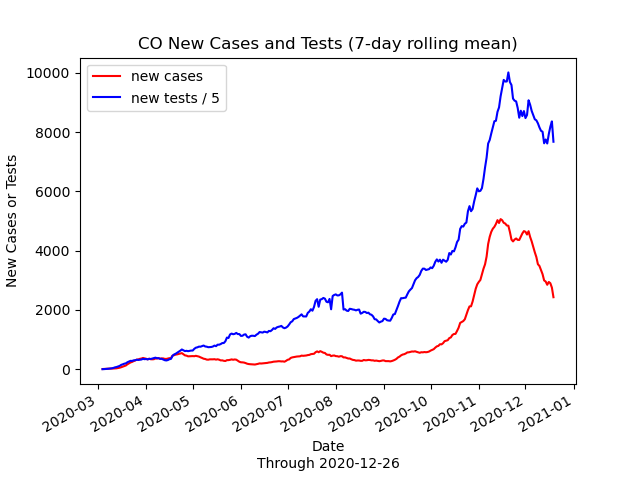 CO New Cases and Tests (7-day rolling mean)
new cases
new tests / 5
10000
8000
6000
4000
2000
0
New Cases or Tests
2020-03
2020-04
2020-05
2020-06
2020-07
2020-08
2020-09
2020-10
2020-11
2020-12
2021-01
Date
Through 2020-12-26